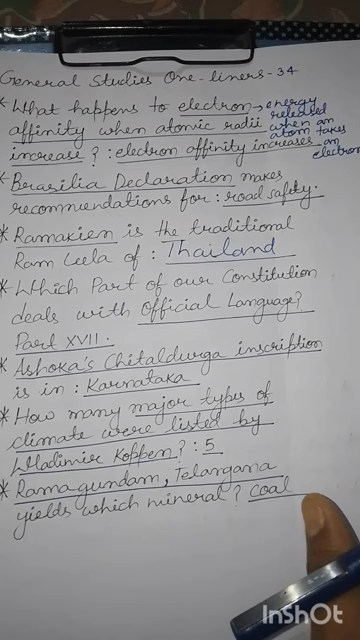 General Studies One-liners-34
* What happens to electron → energy released when an atom takes an electron
affinity when atomic radii
increase? : electron affinity increases
* Brasilia Declaration makes
recommendations for : road safety.
* Ramakien is the traditional
Ram Leela of : Thailand
* Which Part of our Constitution
deals with Official Language?
Part XVII.
* Ashoka's Chitaldurga inscription
is in : Karnataka
* How many major types of
climate were listed by
Wladimir Koppen? : 5
* Ramagundam, Telangana
yields which mineral? Coal
InShOt